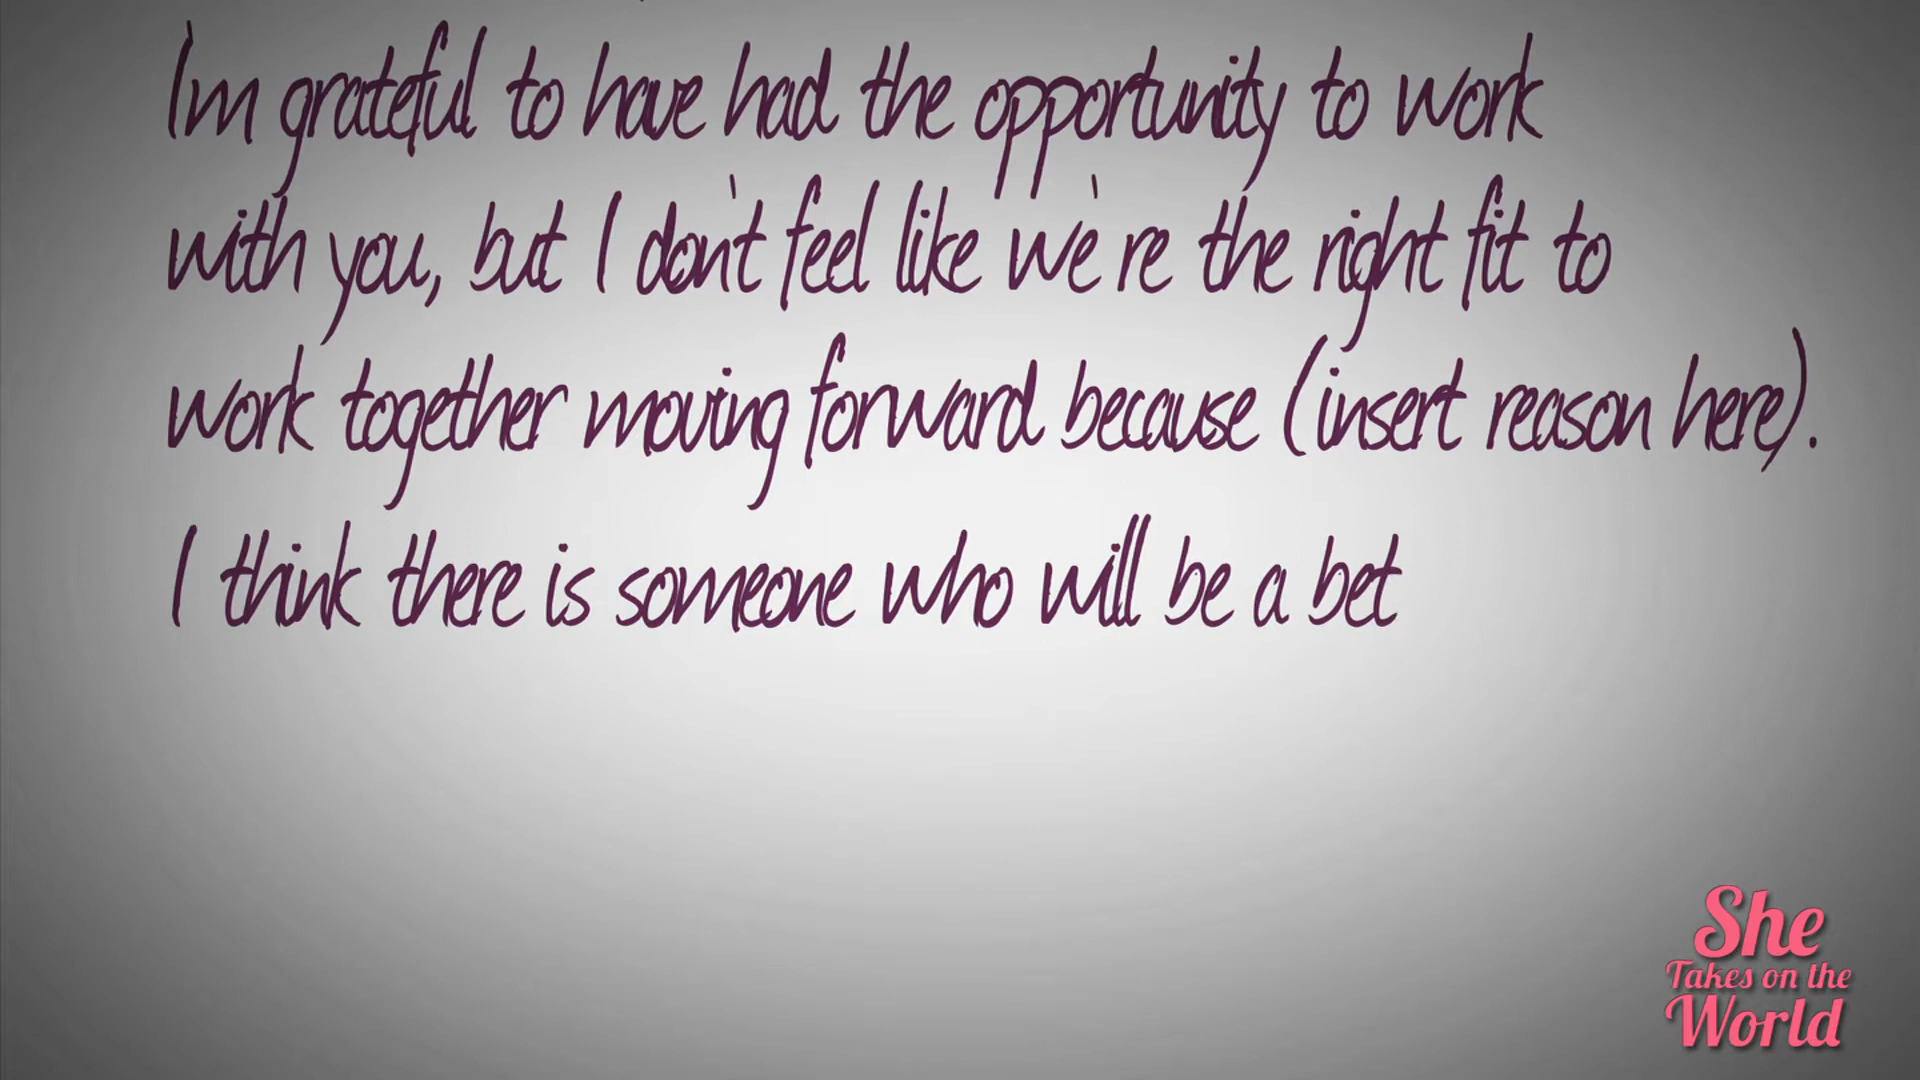 I'm grateful to have had the opportunity to work
with you, but I don't feel like we're the right fit to
work together moving forward because (insert reason here).
I think there is someone who will be a bet
She
Takes on the
World